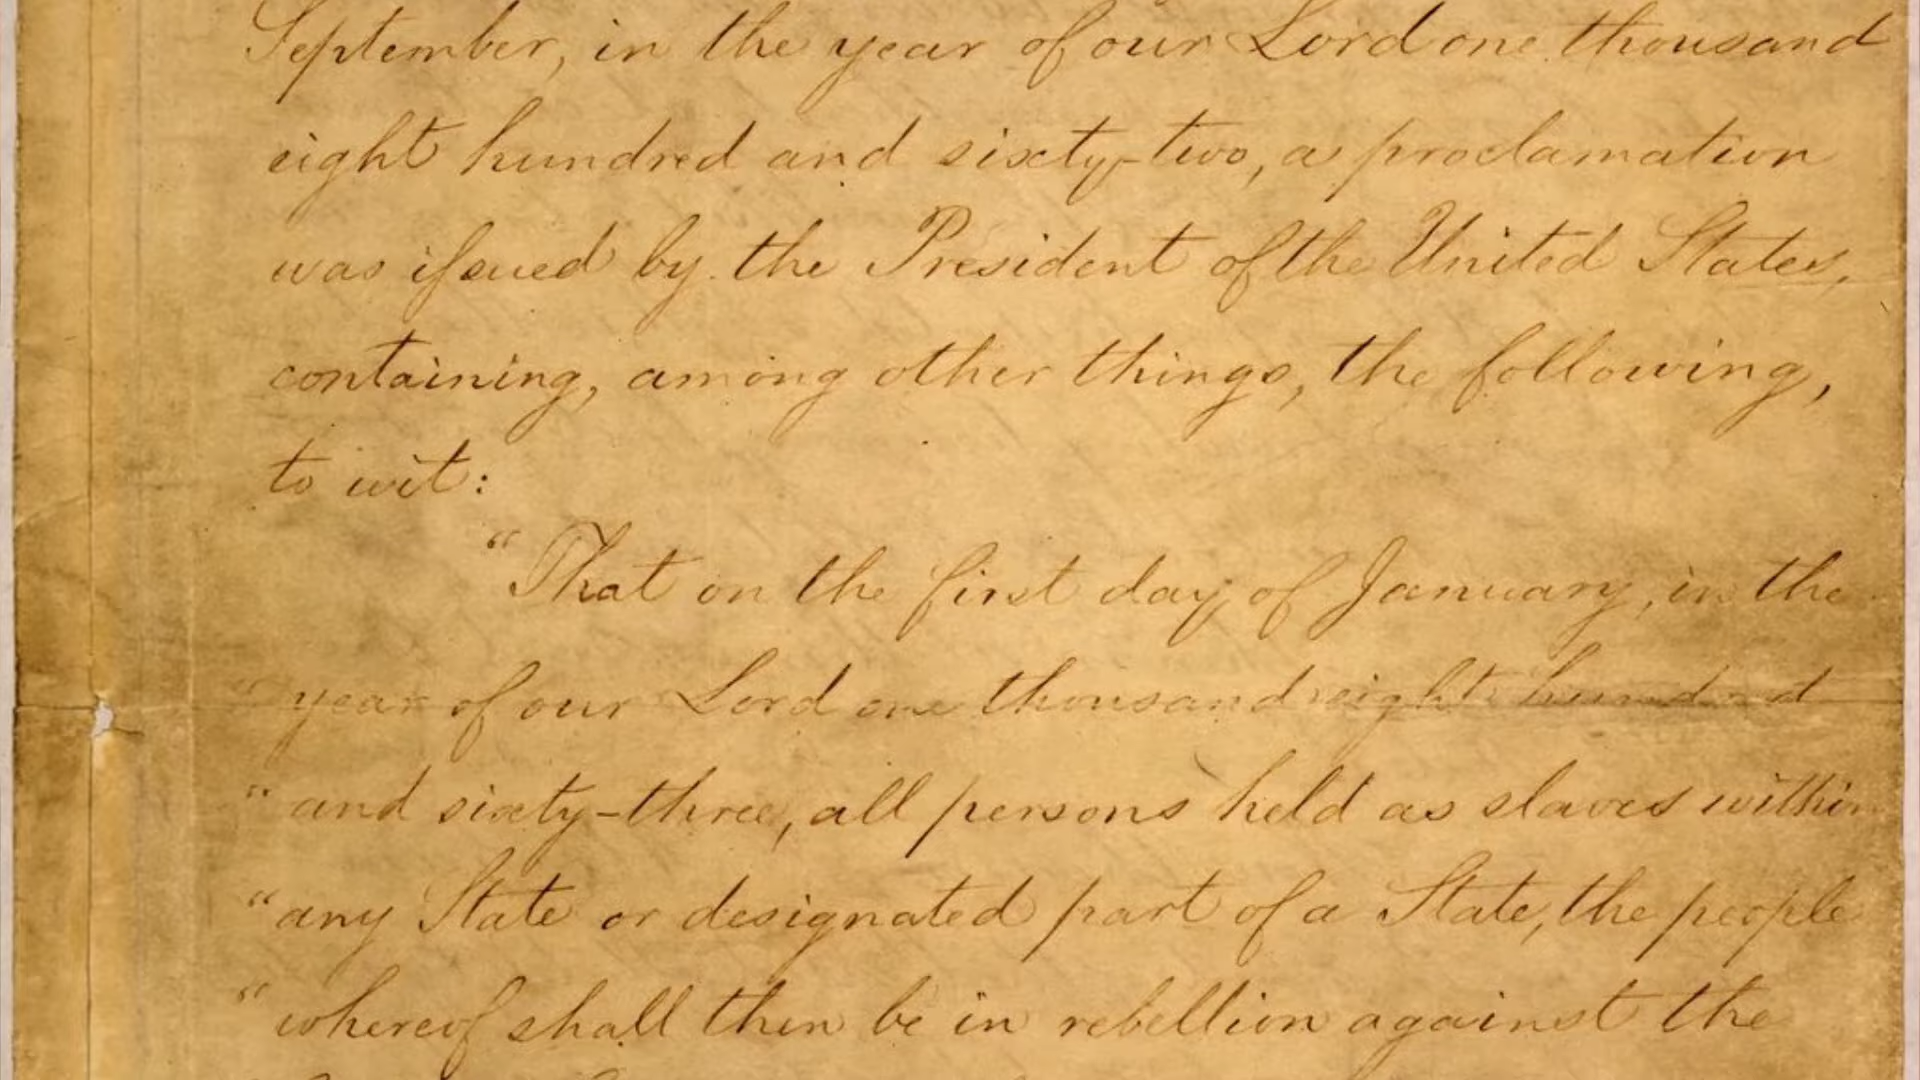 September, in the year of our Lord one thousand
eight hundred and sixty-two, a proclamation
was issued by the President of the United States,
containing, among other things, the following,
to wit:
"That on the first day of January, in the
" year of our Lord one thousand eight hundred
" and sixty-three, all persons held as slaves within
" any State or designated part of a State, the people
" whereof shall then be in rebellion against the